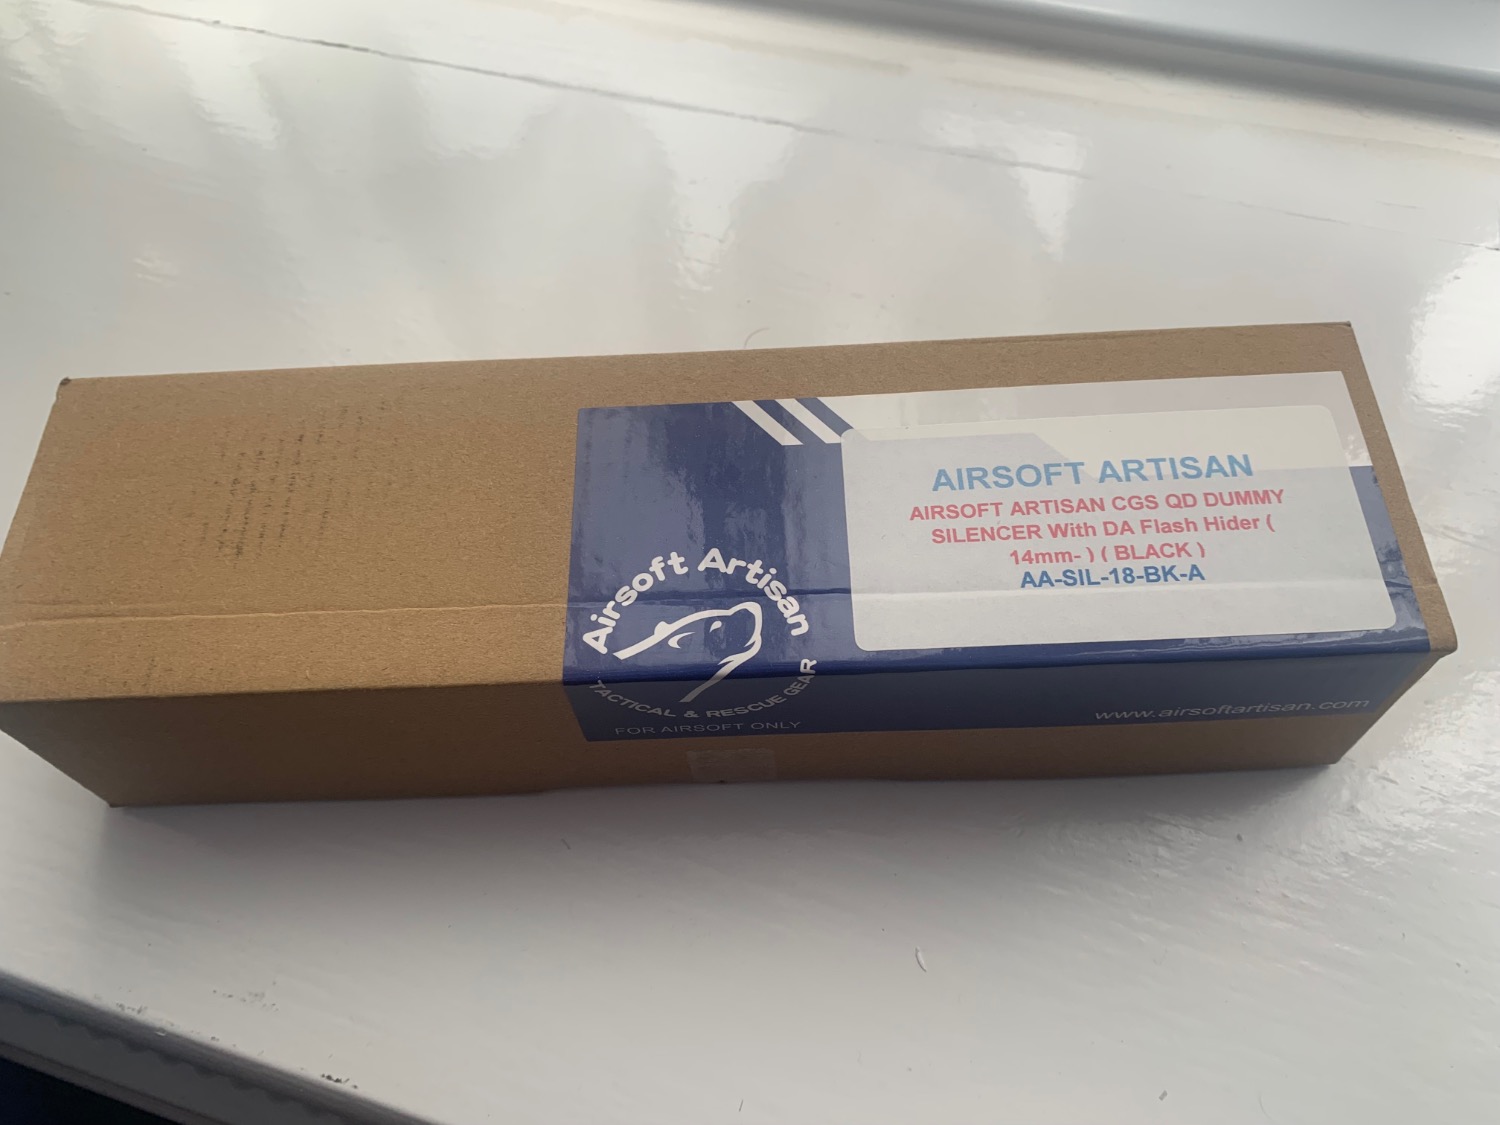 AIRSOFT ARTISAN
AIRSOFT ARTISAN CGS QD DUMMY
SILENCER With DA Flash Hider (
14mm- ) ( BLACK )
AA-SIL-18-BK-A
Airsoft Artisan
TACTICAL & RESCUE GEAR
FOR AIRSOFT ONLY
www.airsoftartisan.com